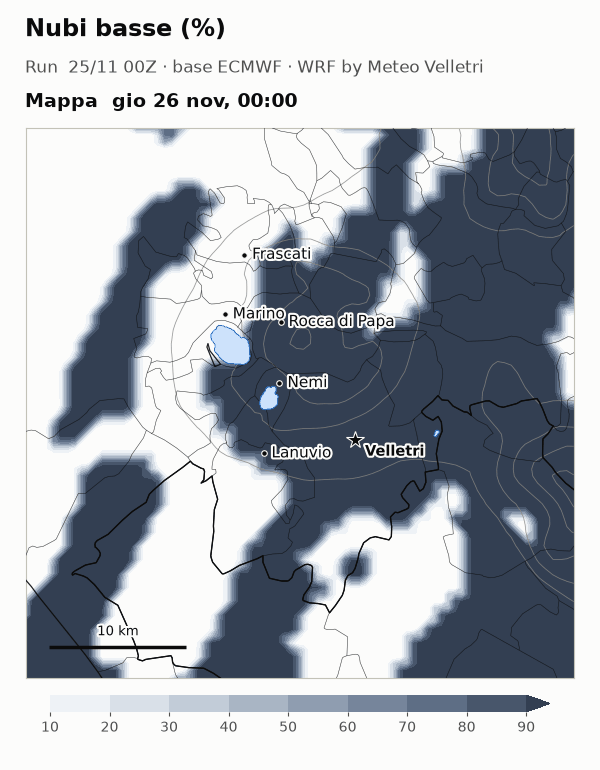 Nubi basse (%)
Run  25/11 00Z · base ECMWF · WRF by Meteo Velletri
Mappa  gio 26 nov, 00:00
Frascati
Marino
Rocca di Papa
Nemi
Lanuvio
Velletri
10 km
10 20 30 40 50 60 70 80 90